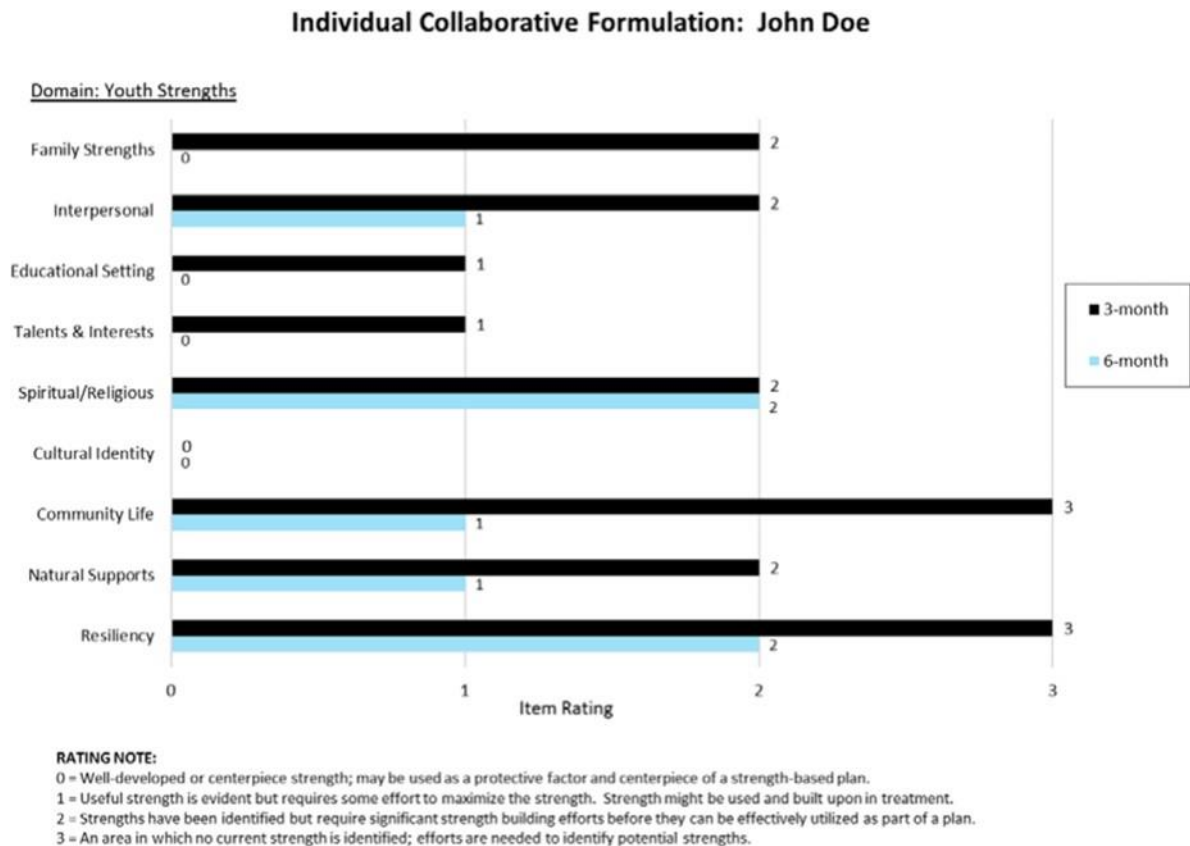 Individual Collaborative Formulation:  John Doe
Domain: Youth Strengths
Family Strengths 2
0
Interpersonal 2
1
Educational Setting 1
0
Talents & Interests 1
0
Spiritual/Religious 2
2
Cultural Identity 0
0
Community Life 3
1
Natural Supports 2
1
Resiliency 3
2
3-month
6-month
0 1 2 3
Item Rating
RATING NOTE:
0 = Well-developed or centerpiece strength; may be used as a protective factor and centerpiece of a strength-based plan.
1 = Useful strength is evident but requires some effort to maximize the strength.  Strength might be used and built upon in treatment.
2 = Strengths have been identified but require significant strength building efforts before they can be effectively utilized as part of a plan.
3 = An area in which no current strength is identified; efforts are needed to identify potential strengths.